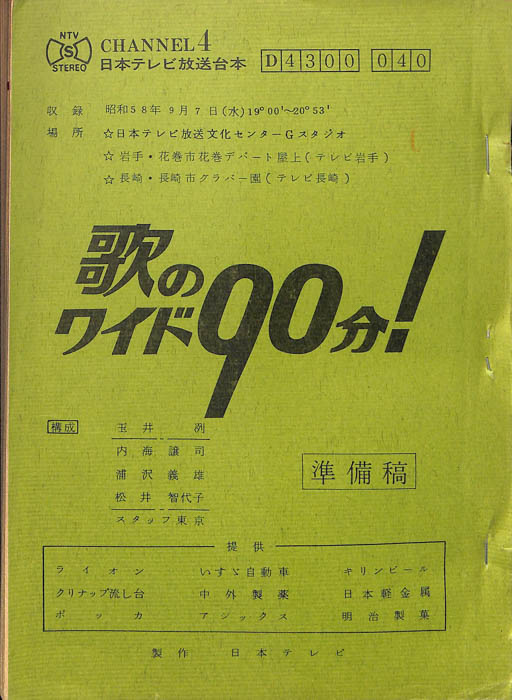 NTV
S
STEREO
CHANNEL4
日本テレビ放送台本
D4300 040
収録 昭和58年9月7日(水)19°00'〜20°53'
場所 ☆日本テレビ放送文化センターGスタジオ
☆岩手・花巻市花巻デパート屋上(テレビ岩手)
☆長崎・長崎市グラバー園(テレビ長崎)
歌の
ワイド90分!
構成 玉井冽
内海譲司
浦沢義雄
松井智代子
スタッフ東京
準備稿
提供
ライオン いすゞ自動車 キリンビール
クリナップ流し台 中外製薬 日本軽金属
ポッカ アシックス 明治製菓
製作 日本テレビ